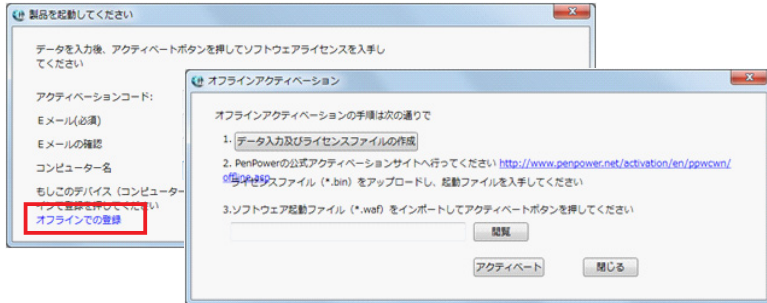 製品を起動してください
データを入力後、アクティベートボタンを押してソフトウェアライセンスを入手し
てください
アクティベーションコード:
Eメール(必須)
Eメールの確認
コンピューター名
もしこのデバイス（コンピューター
インで登録を押してください
オフラインでの登録
オフラインアクティベーション
オフラインアクティベーションの手順は次の通りで
1. データ入力及びライセンスファイルの作成
2. PenPowerの公式アクティベーションサイトへ行ってください http://www.penpower.net/activation/en/ppwcwn/
offline.asp
ライセンスファイル（*.bin）をアップロードし、起動ファイルを入手してください
3.ソフトウェア起動ファイル（*.waf）をインポートしてアクティベートボタンを押してください
閲覧
アクティベート 閉じる